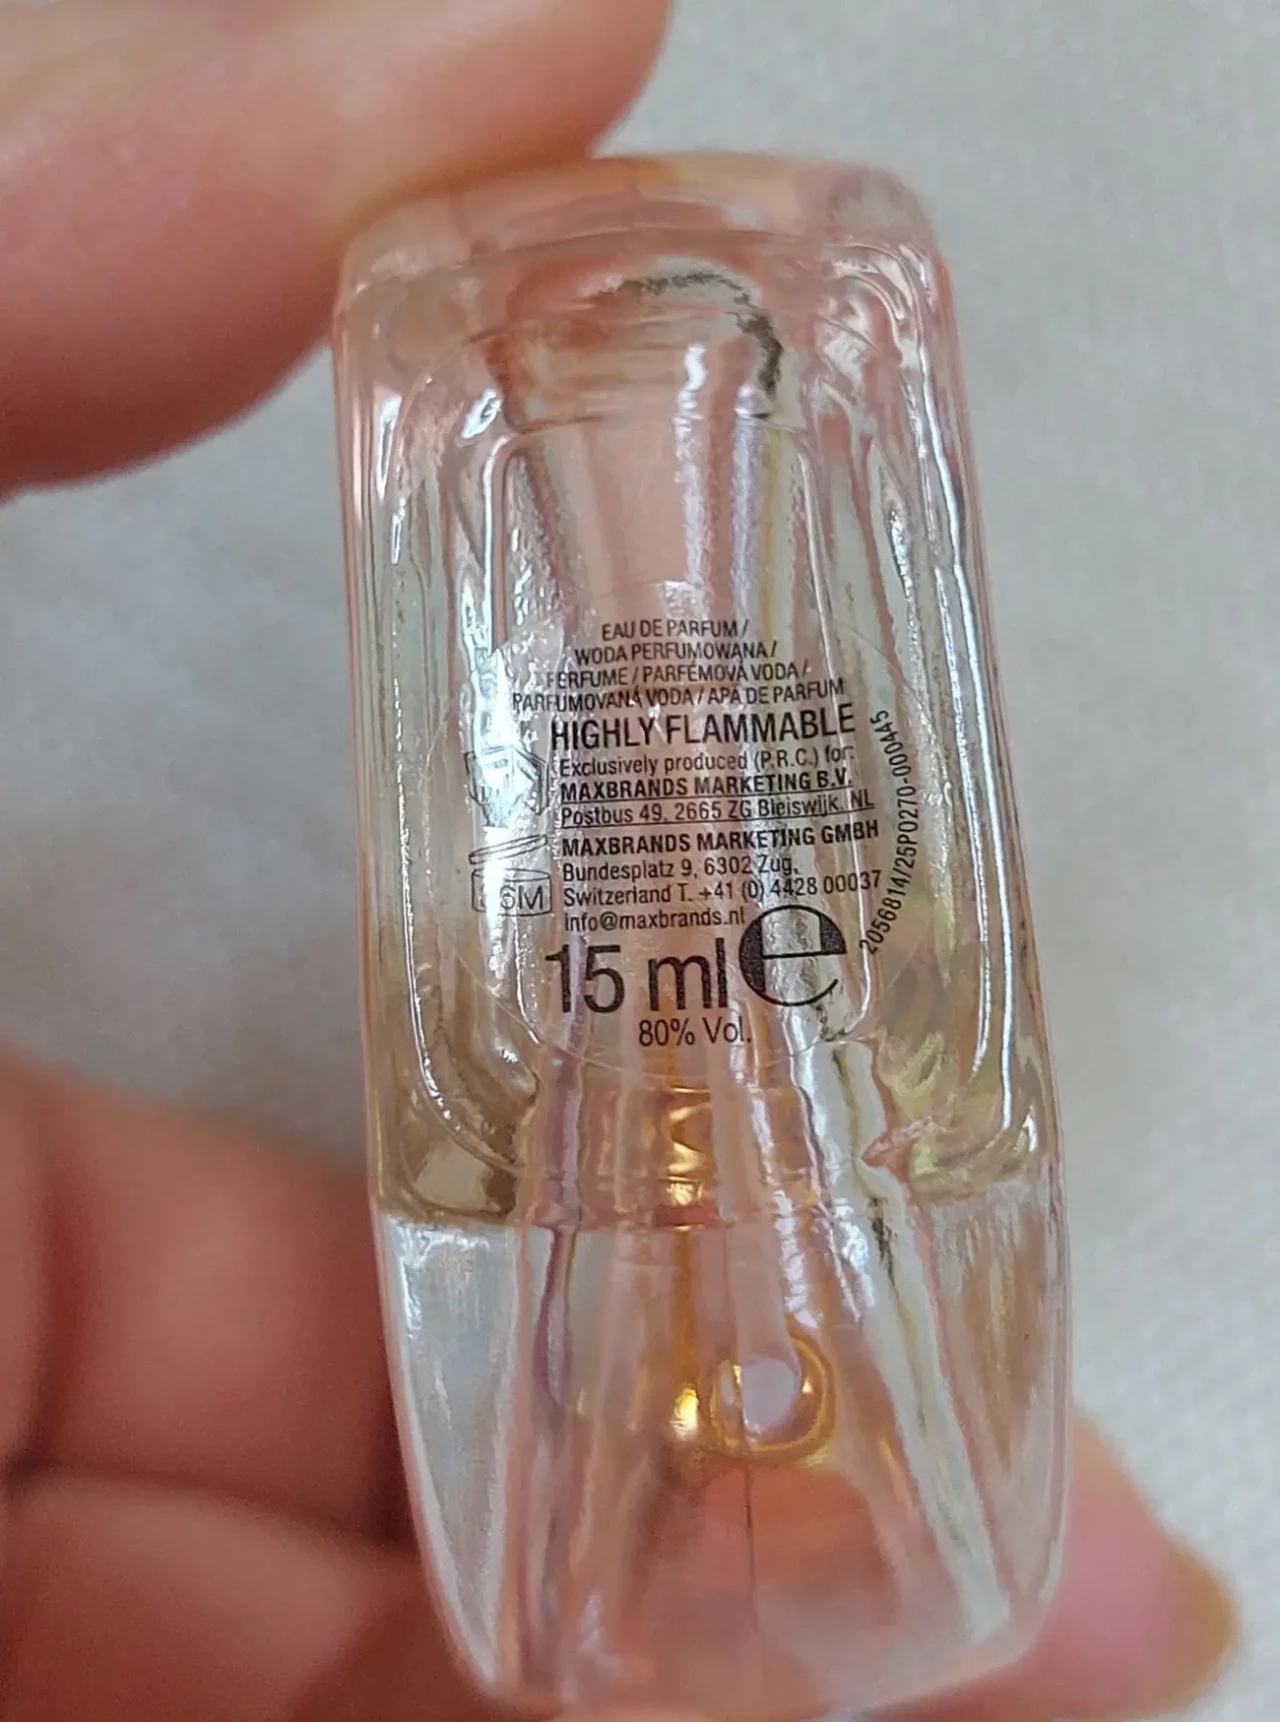 EAU DE PARFUM /
WODA PERFUMOWANA /
PERFUME / PARFÉMOVÁ VODA /
PARFUMOVANÁ VODA / APĂ DE PARFUM
HIGHLY FLAMMABLE
Exclusively produced (P.R.C.) for:
MAXBRANDS MARKETING B.V.
Postbus 49, 2665 ZG Bleiswijk, NL
MAXBRANDS MARKETING GMBH
Bundesplatz 9, 6302 Zug,
Switzerland T. +41 (0) 4428 00037
info@maxbrands.nl
36M
15 ml e
80% Vol.
2056814/25P0270-000445